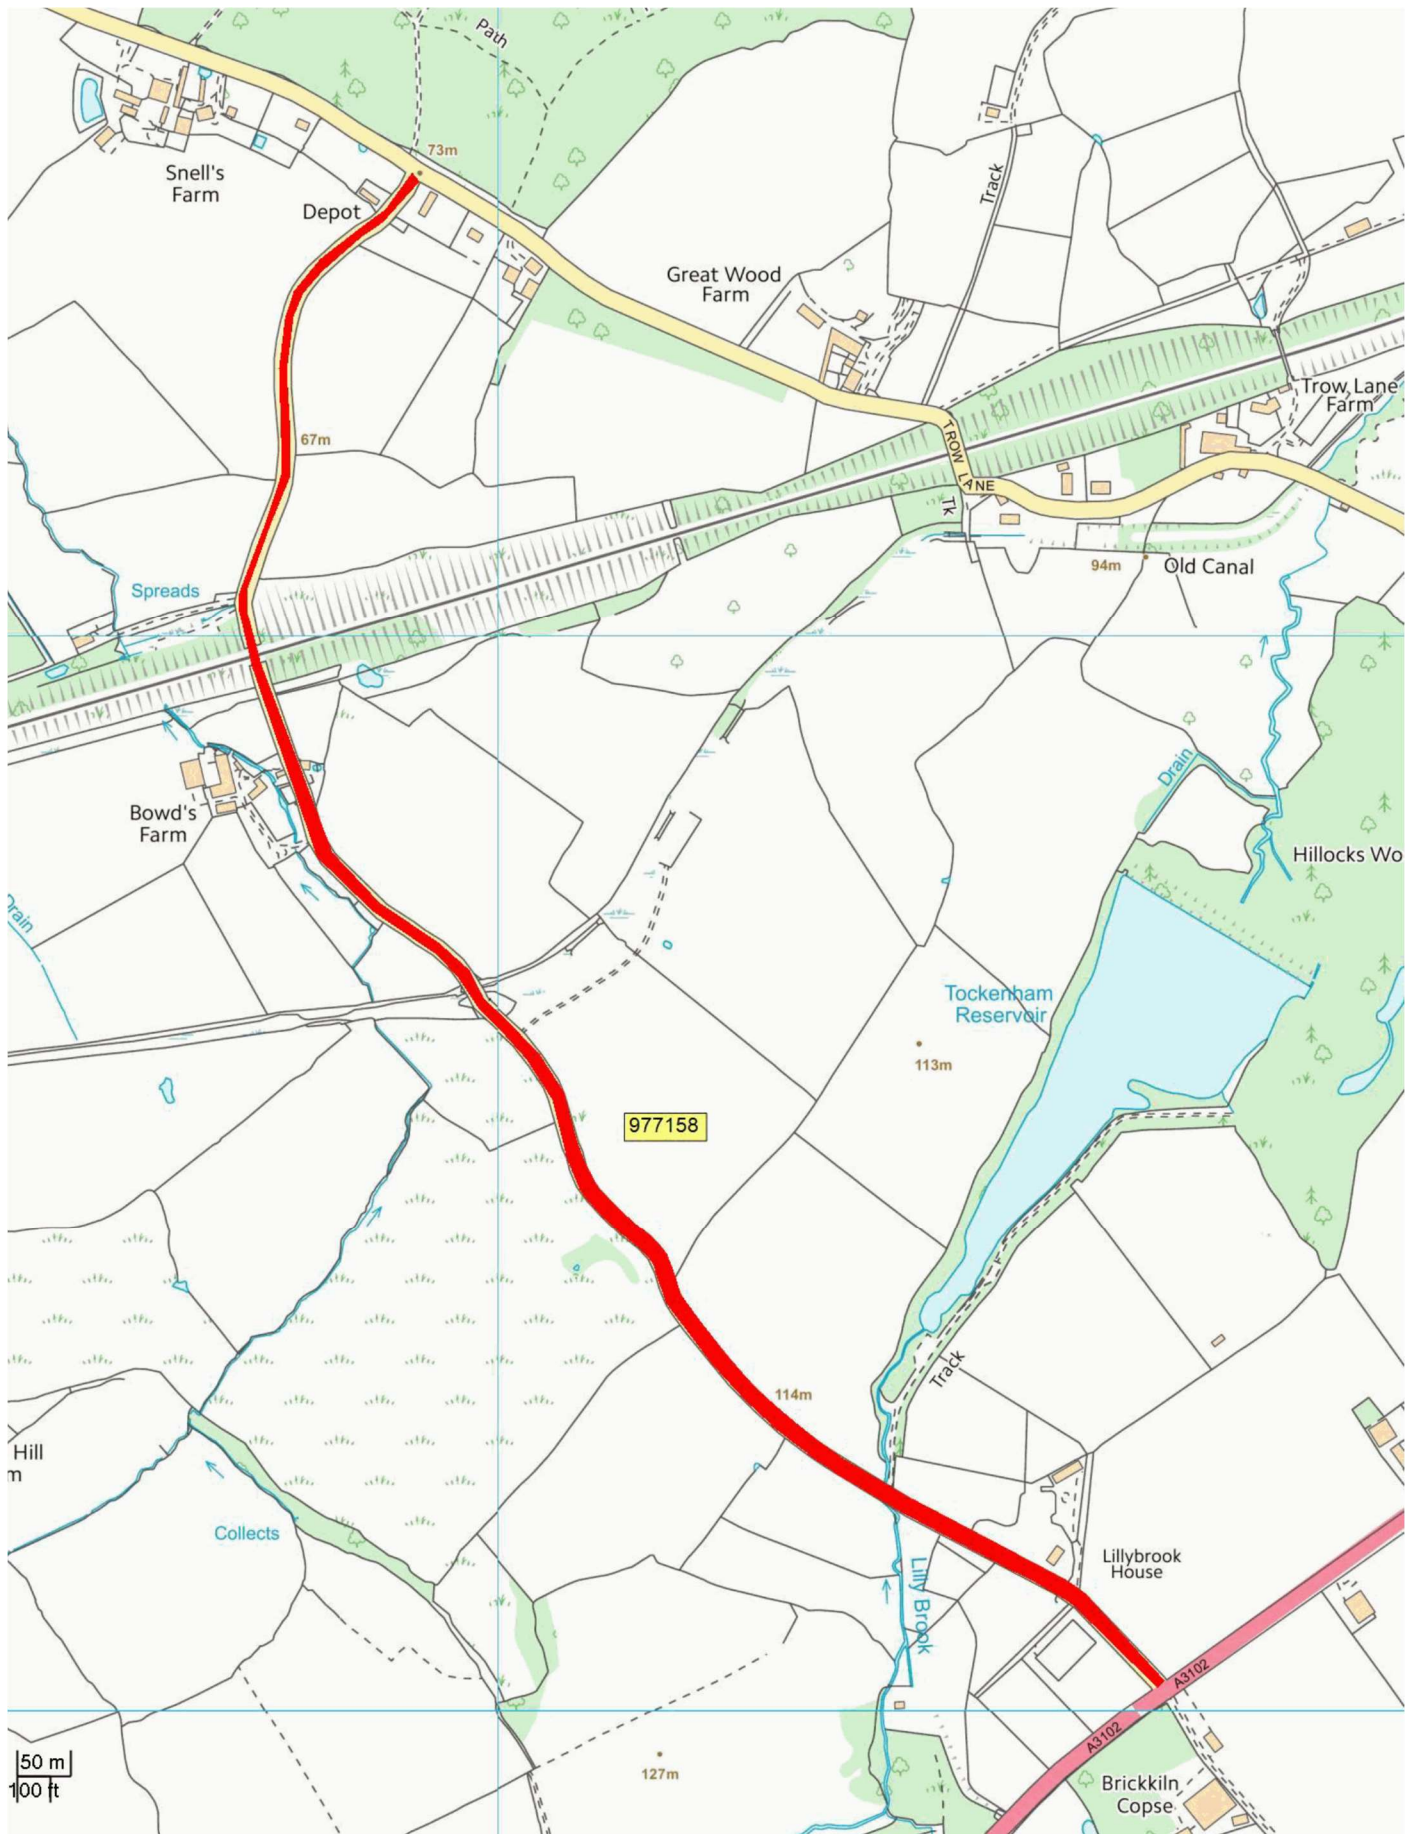 Path
73m
Snell's
Farm
Depot
Track
Great Wood
Farm
Trow Lane
Farm
67m
TROW LANE
Tk
94m
Old Canal
Spreads
Drain
Bowd's
Farm
Hillocks Wo
Drain
Tockenham
Reservoir
113m
977158
Track
114m
Hill
m
Collects
Lillybrook
House
Lilly Brook
A3102
A3102
50 m
100 ft
127m
Brickkiln
Copse